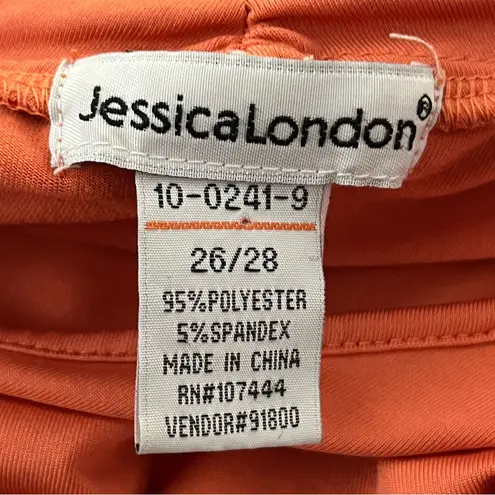 JessicaLondon®
10-0241-9
26/28
95%POLYESTER
5%SPANDEX
MADE IN CHINA
RN#107444
VENDOR#91800